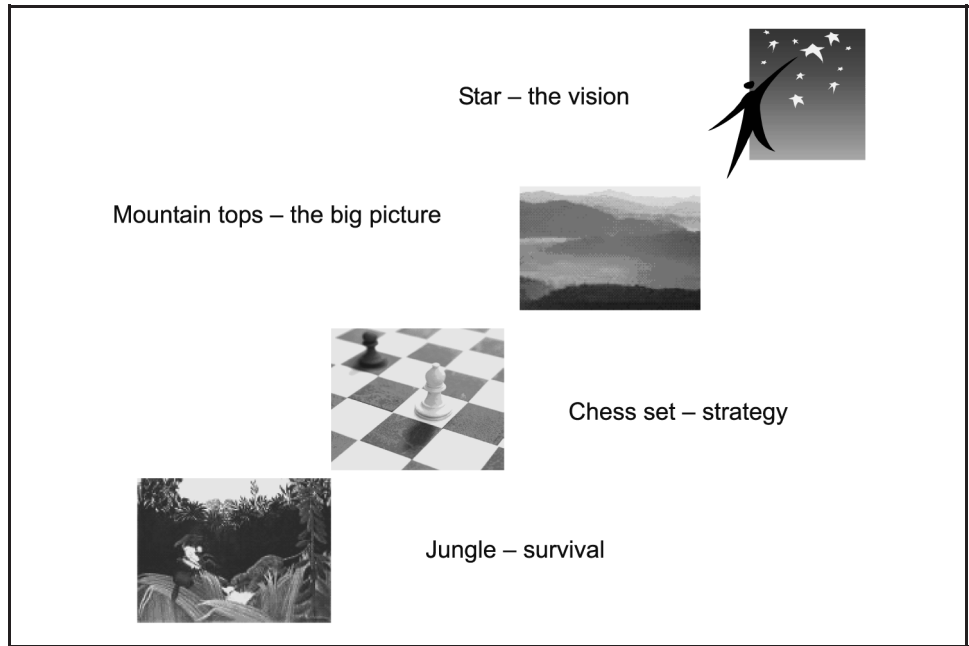 Star – the vision
Mountain tops – the big picture
Chess set – strategy
Jungle – survival